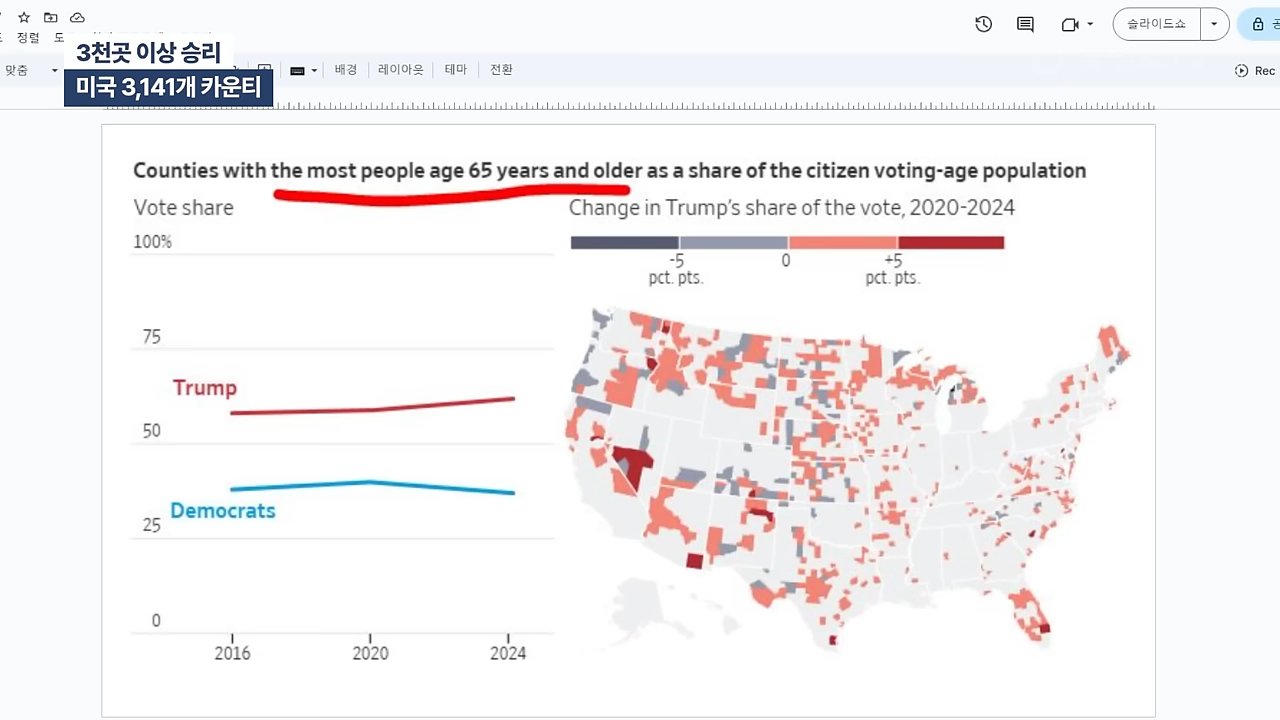 정렬
3천곳 이상 승리
미국 3,141개 카운티
슬라이드쇼
맞춤
배경
레이아웃
테마
전환
Rec
Counties with the most people age 65 years and older as a share of the citizen voting-age population
Vote share
Change in Trump's share of the vote, 2020-2024
100%
-5
0
+5
pct. pts.
pct. pts.
75
Trump
50
Democrats
25
0
2016
2020
2024